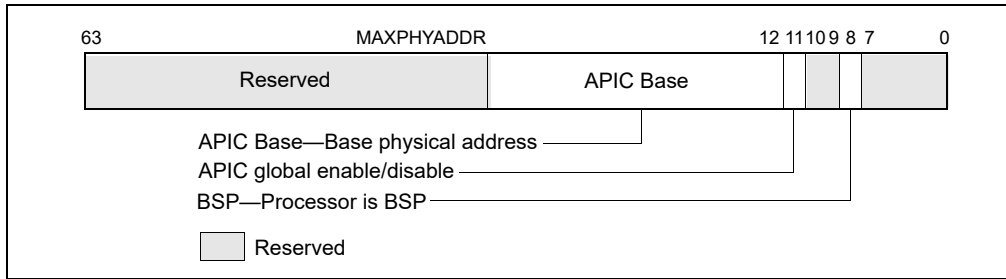 63 MAXPHYADDR 12 11 10 9 8 7 0
Reserved APIC Base
APIC Base—Base physical address
APIC global enable/disable
BSP—Processor is BSP
Reserved